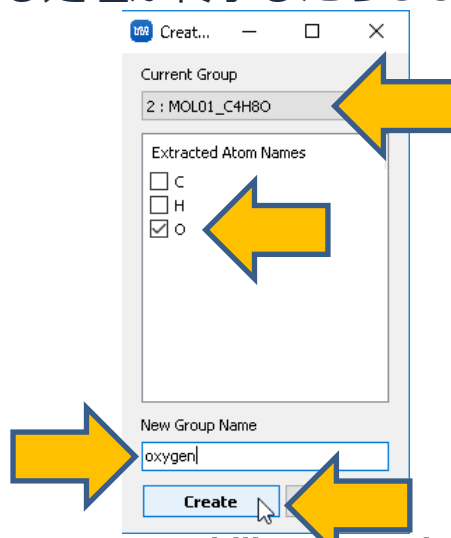 Creat...
Current Group
2 : MOL01_C4H8O
Extracted Atom Names
C
H
O
New Group Name
oxygen
Create